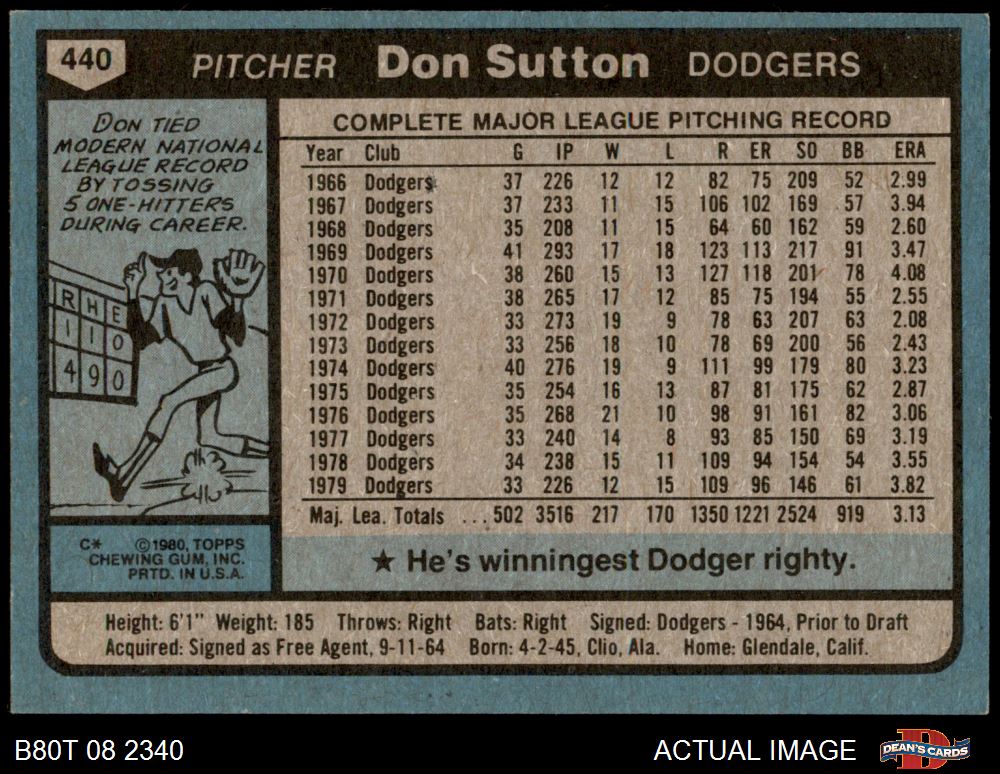 440 PITCHER Don Sutton DODGERS
DON TIED
MODERN NATIONAL
LEAGUE RECORD
BY TOSSING
5 ONE-HITTERS
DURING CAREER.
R H E
1 1 0
4 9 0
C* ©1980, TOPPS
CHEWING GUM, INC.
PRTD. IN U.S.A.
COMPLETE MAJOR LEAGUE PITCHING RECORD
Year Club G IP W L R ER SO BB ERA
1966 Dodgers 37 226 12 12 82 75 209 52 2.99
1967 Dodgers 37 233 11 15 106 102 169 57 3.94
1968 Dodgers 35 208 11 15 64 60 162 59 2.60
1969 Dodgers 41 293 17 18 123 113 217 91 3.47
1970 Dodgers 38 260 15 13 127 118 201 78 4.08
1971 Dodgers 38 265 17 12 85 75 194 55 2.55
1972 Dodgers 33 273 19 9 78 63 207 63 2.08
1973 Dodgers 33 256 18 10 78 69 200 56 2.43
1974 Dodgers 40 276 19 9 111 99 179 80 3.23
1975 Dodgers 35 254 16 13 87 81 175 62 2.87
1976 Dodgers 35 268 21 10 98 91 161 82 3.06
1977 Dodgers 33 240 14 8 93 85 150 69 3.19
1978 Dodgers 34 238 15 11 109 94 154 54 3.55
1979 Dodgers 33 226 12 15 109 96 146 61 3.82
Maj. Lea. Totals ... 502 3516 217 170 1350 1221 2524 919 3.13
★ He's winningest Dodger righty.
Height: 6'1" Weight: 185 Throws: Right Bats: Right Signed: Dodgers - 1964, Prior to Draft
Acquired: Signed as Free Agent, 9-11-64 Born: 4-2-45, Clio, Ala. Home: Glendale, Calif.
B80T 08 2340 ACTUAL IMAGE DEAN'S CARDS